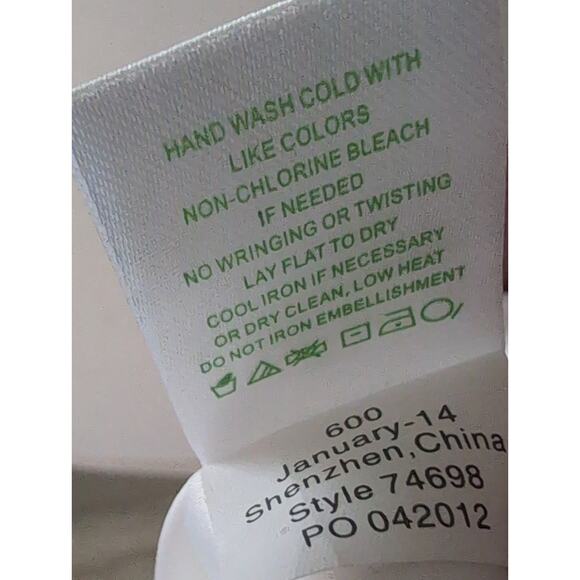 HAND WASH COLD WITH
LIKE COLORS
NON-CHLORINE BLEACH
IF NEEDED
NO WRINGING OR TWISTING
LAY FLAT TO DRY
COOL IRON IF NECESSARY
OR DRY CLEAN, LOW HEAT
DO NOT IRON EMBELLISHMENT
600
January-14
Shenzhen,China
Style 74698
PO 042012